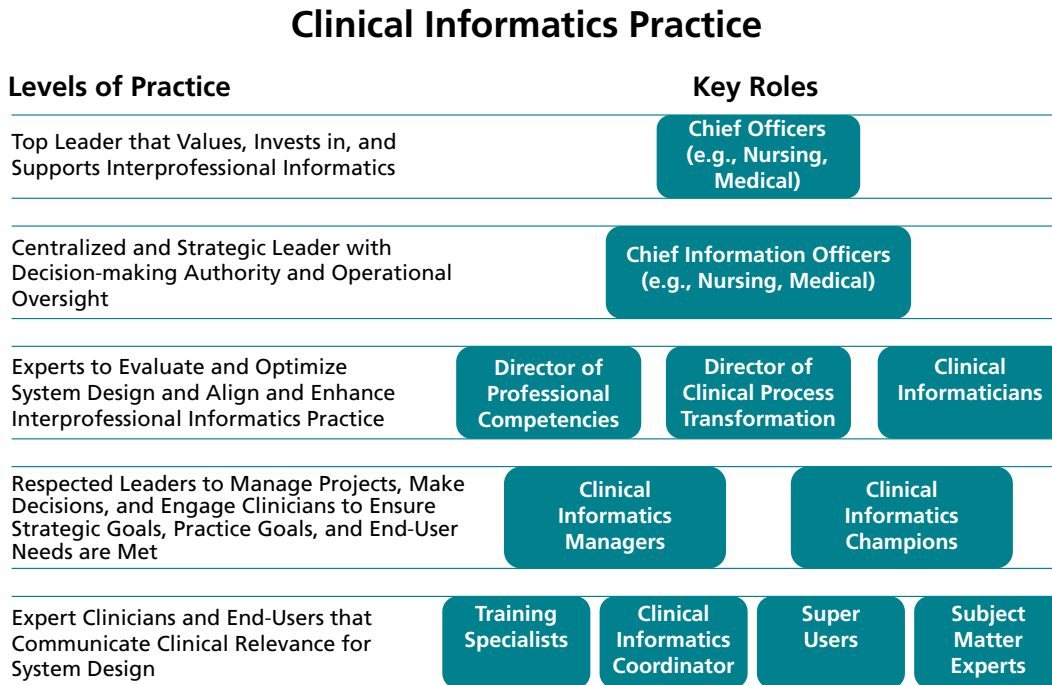 Clinical Informatics Practice
Levels of Practice
Key Roles
Top Leader that Values, Invests in, and
Supports Interprofessional Informatics
Chief Officers
(e.g., Nursing,
Medical)
Centralized and Strategic Leader with
Decision-making Authority and Operational
Oversight
Chief Information Officers
(e.g., Nursing, Medical)
Experts to Evaluate and Optimize
System Design and Align and Enhance
Interprofessional Informatics Practice
Director of
Professional
Competencies
Director of
Clinical Process
Transformation
Clinical
Informaticians
Respected Leaders to Manage Projects, Make
Decisions, and Engage Clinicians to Ensure
Strategic Goals, Practice Goals, and End-User
Needs are Met
Clinical
Informatics
Managers
Clinical
Informatics
Champions
Expert Clinicians and End-Users that
Communicate Clinical Relevance for
System Design
Training
Specialists
Clinical
Informatics
Coordinator
Super
Users
Subject
Matter
Experts